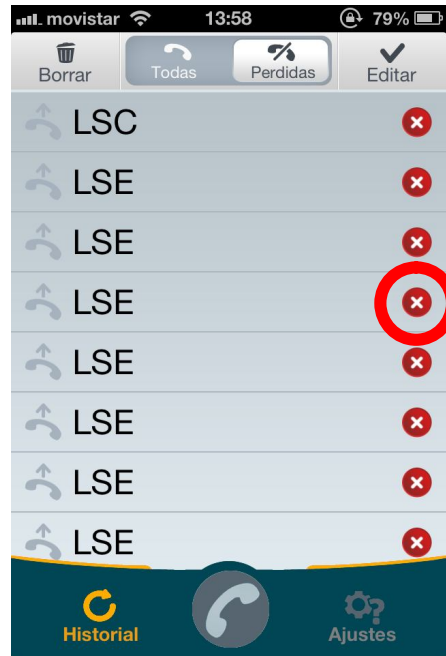 movistar 13:58 79%
Borrar Todas Perdidas Editar
LSC
LSE
LSE
LSE
LSE
LSE
LSE
LSE
Historial Ajustes